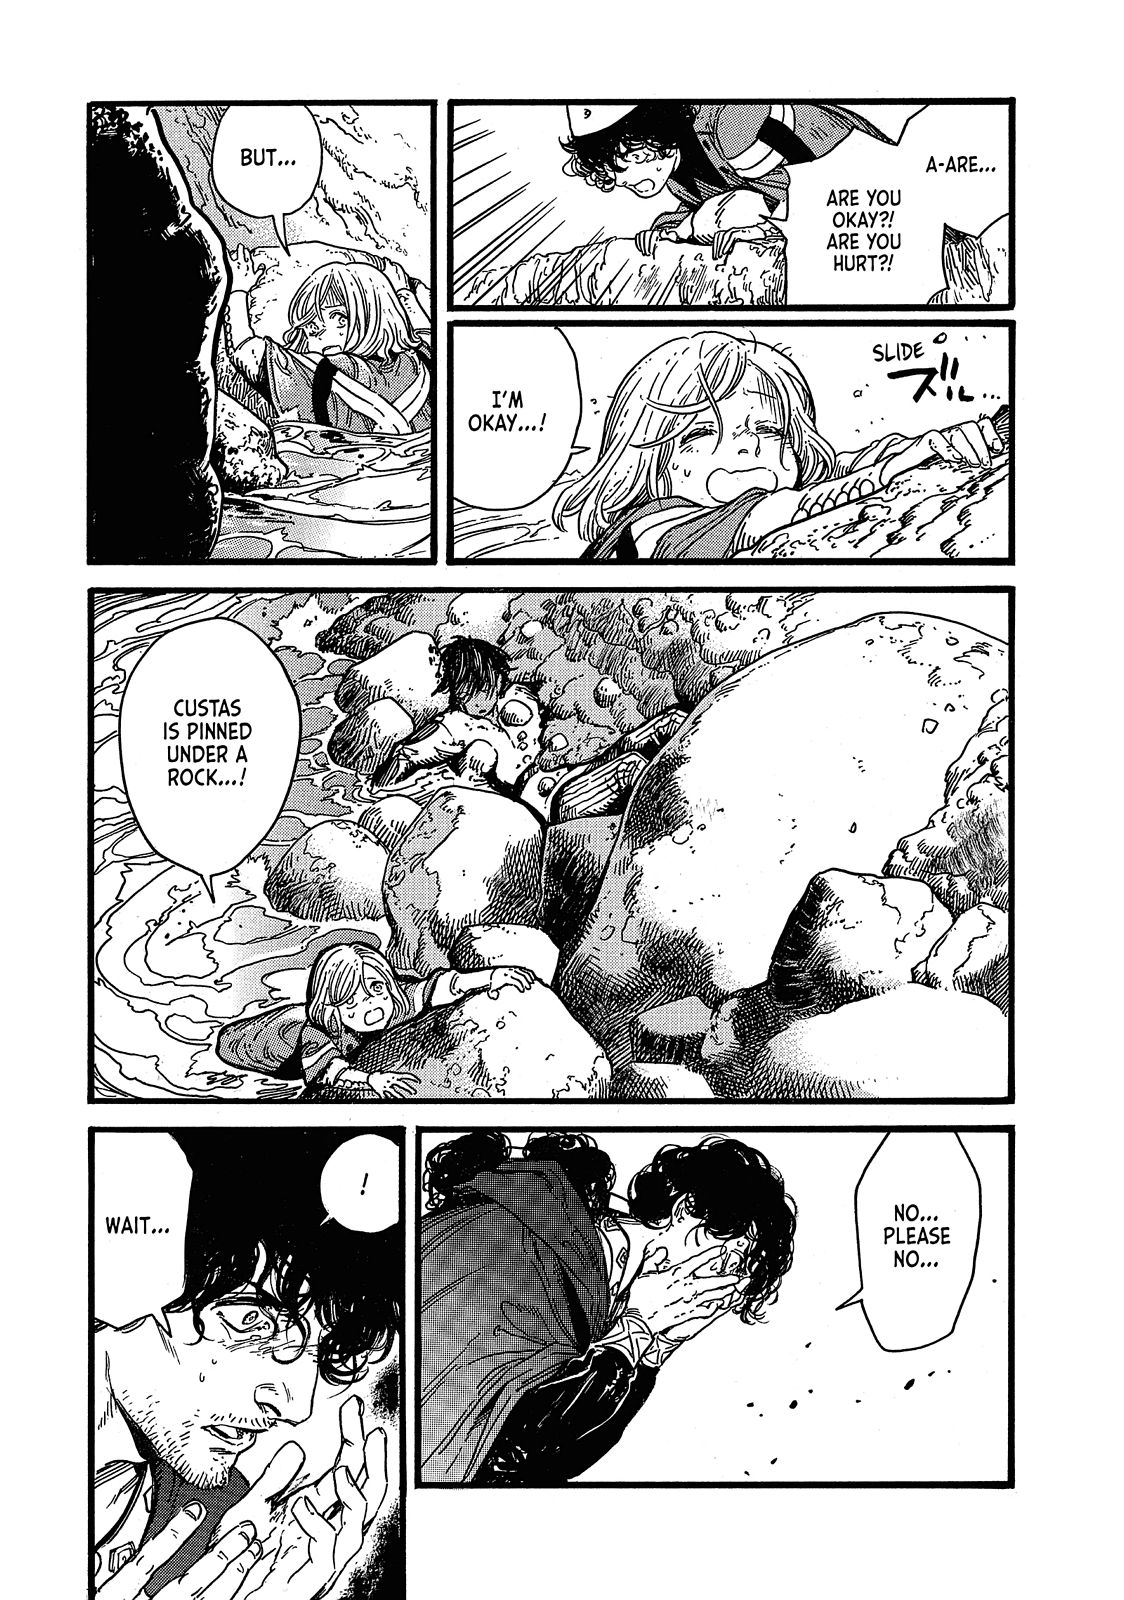 A-ARE...
ARE YOU
OKAY?!
ARE YOU
HURT?!
SLIDE
ズル...
I'M
OKAY...!
BUT...
CUSTAS
IS PINNED
UNDER A
ROCK...!
NO...
PLEASE
NO...
!
WAIT...